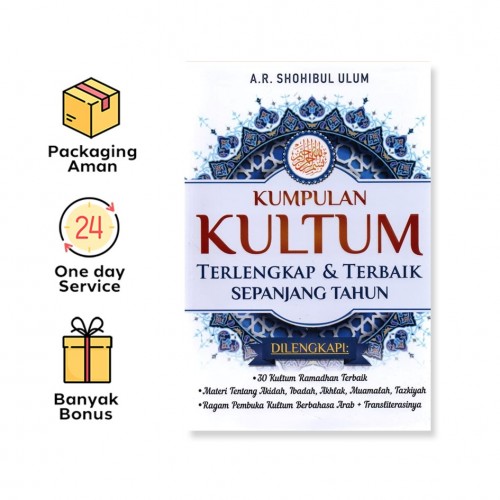 A.R. SHOHIBUL ULUM
KUMPULAN
KULTUM
TERLENGKAP & TERBAIK
SEPANJANG TAHUN
DILENGKAPI:
•30 Kultum Ramadhan Terbaik
•Materi Tentang Akidah, Ibadah, Akhlak, Muamalah, Tazkiyah
•Ragam Pembuka Kultum Berbahasa Arab + Transliterasinya
Packaging
Aman
24
One day
Service
Banyak
Bonus